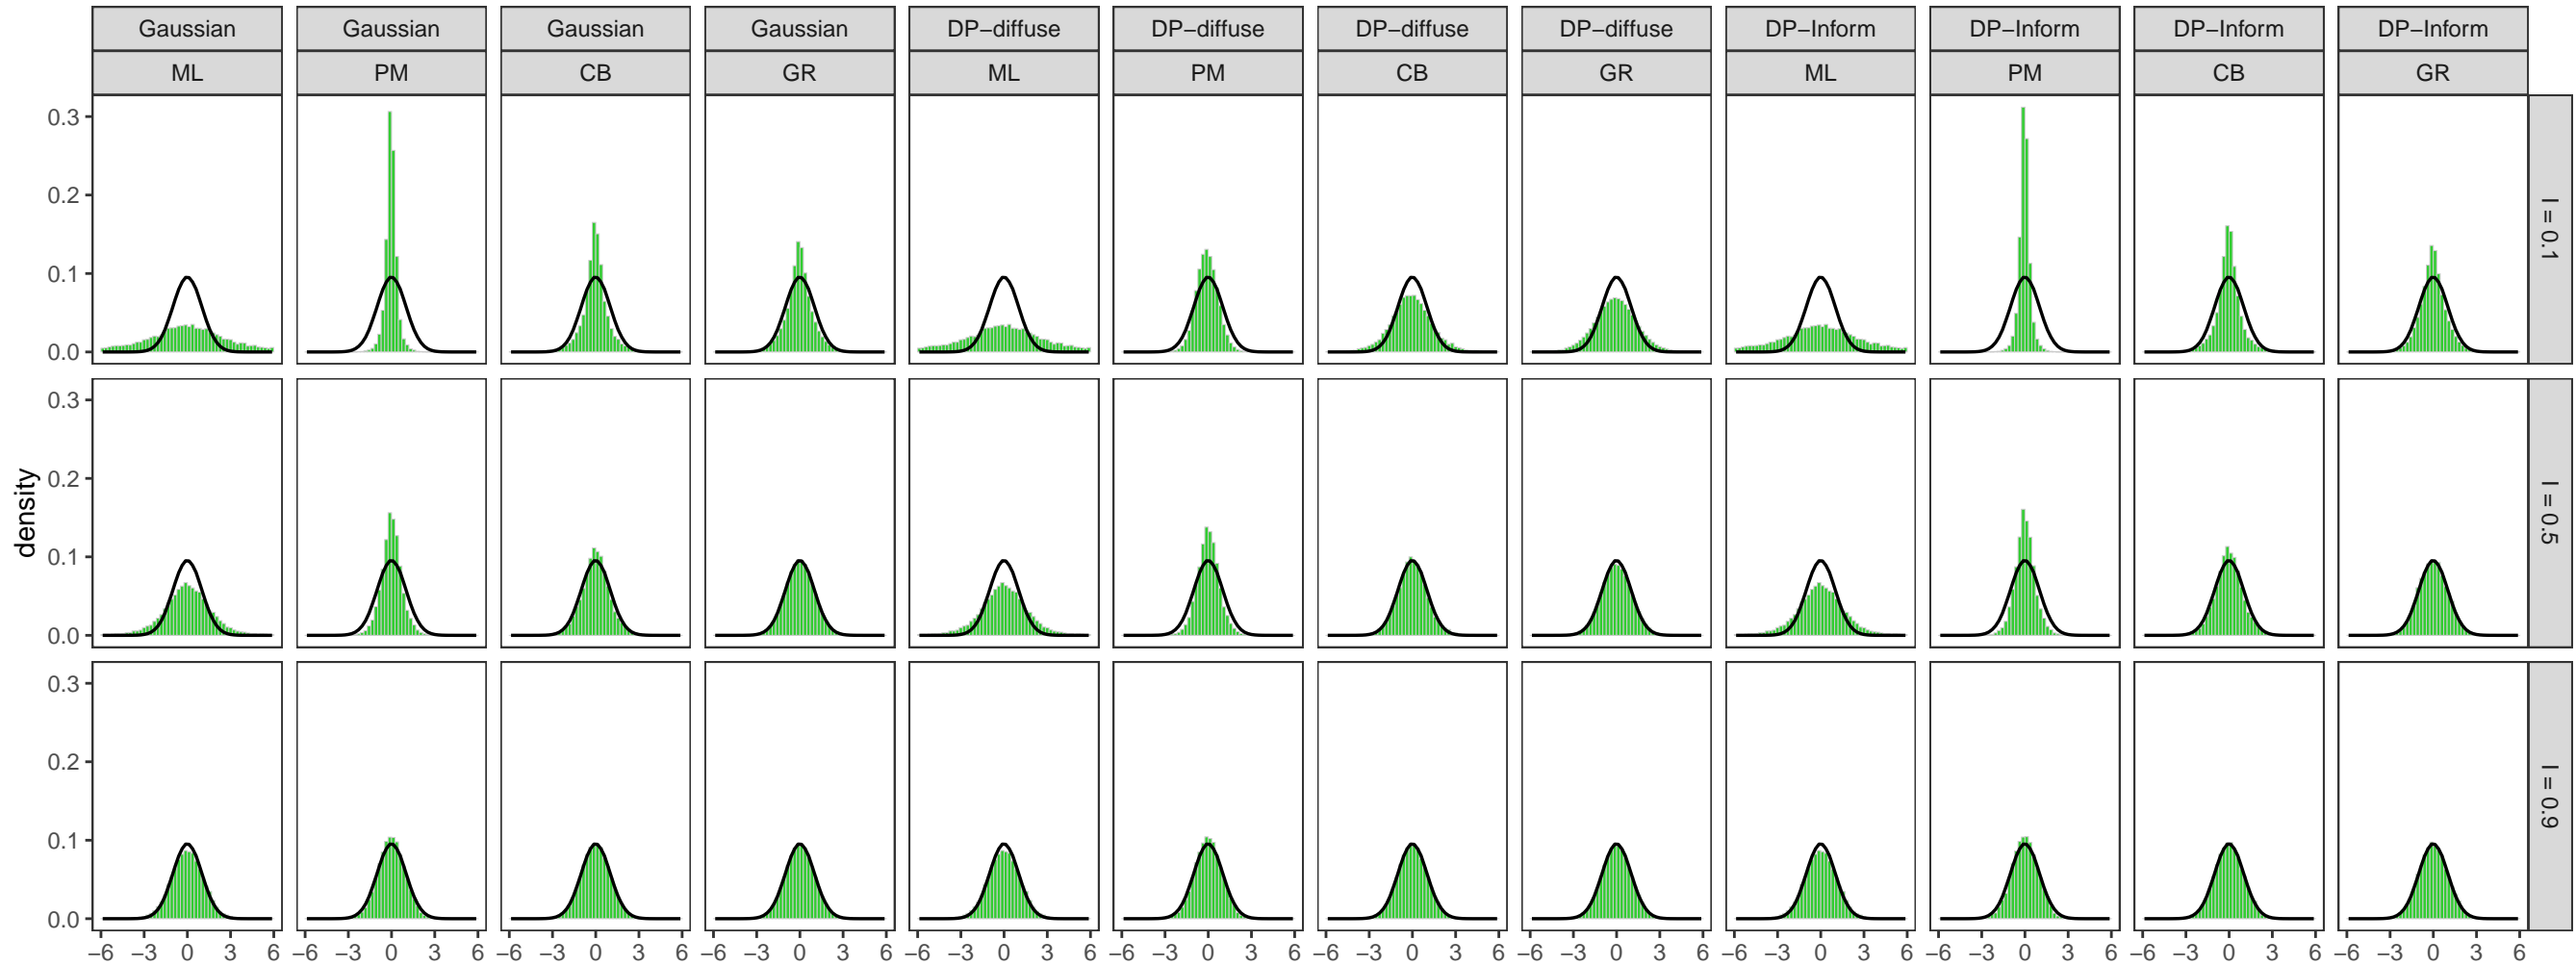 Gaussian Gaussian Gaussian Gaussian DP−diffuse DP−diffuse DP−diffuse DP−diffuse DP−Inform DP−Inform DP−Inform DP−Inform
ML PM CB GR ML PM CB GR ML PM CB GR
0.3
0.2
0.1
0.0
I = 0.1
0.3
0.2
0.1
0.0
I = 0.5
density
0.3
0.2
0.1
0.0
I = 0.9
−6 −3 0 3 6 −6 −3 0 3 6 −6 −3 0 3 6 −6 −3 0 3 6 −6 −3 0 3 6 −6 −3 0 3 6 −6 −3 0 3 6 −6 −3 0 3 6 −6 −3 0 3 6 −6 −3 0 3 6 −6 −3 0 3 6 −6 −3 0 3 6